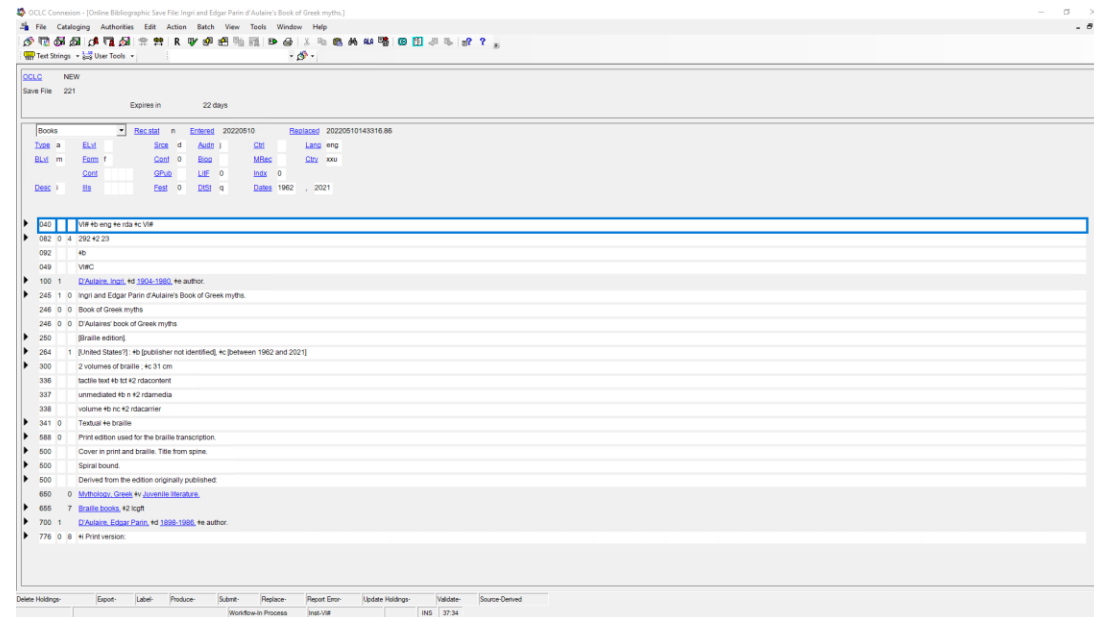 OCLC Connexion - [Online Bibliographic Save File: Ingri and Edgar Parin d'Aulaire's Book of Greek myths.]
File Cataloging Authorities Edit Action Batch View Tools Window Help
Text Strings User Tools
OCLC NEW
Save File 221
Expires in 22 days
Books Rec stat n Entered 20220510 Replaced 20220510143316.86
Type a ELvl Srce d Audn j Ctrl Lang eng
BLvl m Form f Conf 0 Biog MRec Ctry xxu
Cont GPub LitF 0 Indx 0
Desc i Ills Fest 0 DtSt q Dates 1962 , 2021
040 VI# ‡b eng ‡e rda ‡c VI#
082 0 4 292 ‡2 23
092 ‡b
049 VI#C
100 1 D'Aulaire, Ingri, ‡d 1904-1980, ‡e author.
245 1 0 Ingri and Edgar Parin d'Aulaire's Book of Greek myths.
246 0 0 Book of Greek myths
246 0 0 D'Aulaires' book of Greek myths
250 [Braille edition].
264 1 [United States?] : ‡b [publisher not identified], ‡c [between 1962 and 2021]
300 2 volumes of braille ; ‡c 31 cm
336 tactile text ‡b tct ‡2 rdacontent
337 unmediated ‡b n ‡2 rdamedia
338 volume ‡b nc ‡2 rdacarrier
341 0 Textual ‡e braille
588 0 Print edition used for the braille transcription.
500 Cover in print and braille. Title from spine.
500 Spiral bound.
500 Derived from the edition originally published:
650 0 Mythology, Greek ‡v Juvenile literature.
655 7 Braille books. ‡2 lcgft
700 1 D'Aulaire, Edgar Parin, ‡d 1898-1986, ‡e author.
776 0 8 ‡i Print version:
Delete Holdings- Export- Label- Produce- Submit- Replace- Report Error- Update Holdings- Validate- Source-Derived
Workflow-In Process Inst-VI# INS 37:34